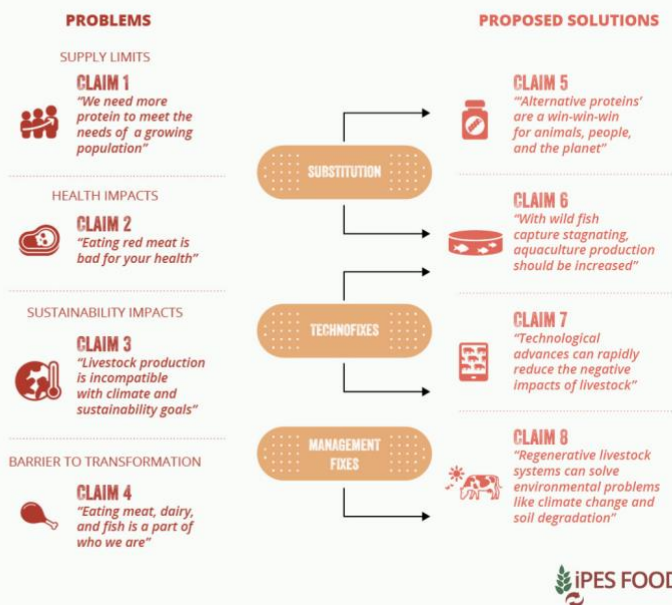 PROBLEMS
SUPPLY LIMITS
CLAIM 1
"We need more
protein to meet the
needs of a growing
population"
HEALTH IMPACTS
CLAIM 2
"Eating red meat is
bad for your health"
SUSTAINABILITY IMPACTS
CLAIM 3
"Livestock production
is incompatible
with climate and
sustainability goals"
BARRIER TO TRANSFORMATION
CLAIM 4
"Eating meat, dairy,
and fish is a part of
who we are"
SUBSTITUTION
TECHNOFIXES
MANAGEMENT
FIXES
PROPOSED SOLUTIONS
CLAIM 5
"'Alternative proteins'
are a win-win-win
for animals, people,
and the planet"
CLAIM 6
"With wild fish
capture stagnating,
aquaculture production
should be increased"
CLAIM 7
"Technological
advances can rapidly
reduce the negative
impacts of livestock"
CLAIM 8
"Regenerative livestock
systems can solve
environmental problems
like climate change and
soil degradation"
iPES FOOD